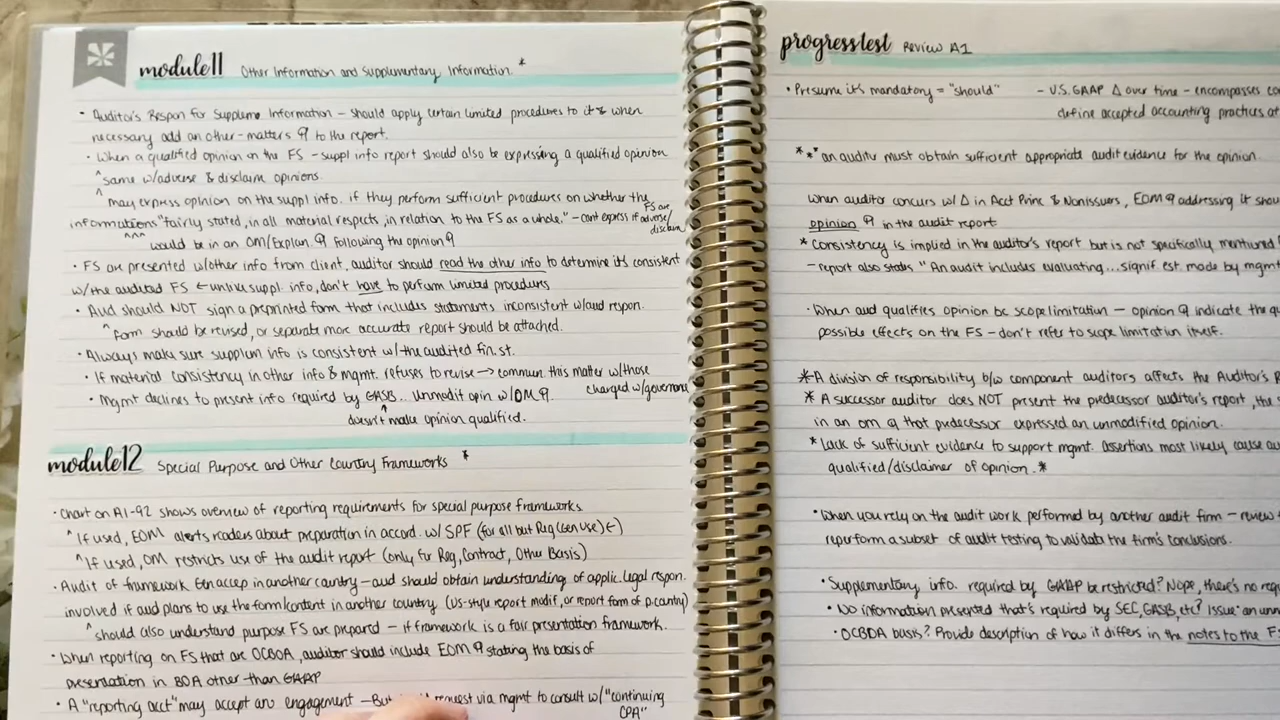 module 11 Other Information and Supplementary Information *
• Auditor's Respon for Supplem Information – should apply certain limited procedures to it & when
necessary add an other-matters ¶ to the report.
• When a qualified opinion on the FS – suppl info report should also be expressing a qualified opinion
^ same w/adverse & disclaim opinions.
^ may express opinion on the suppl info. if they perform sufficient procedures on whether the
informations "fairly stated, in all material respects, in relation to the FS as a whole." – cant express if FS are adverse/
disclaim
^^^ would be in an OM/Explan ¶ following the opinion ¶
• FS are presented w/other info from client, auditor should read the other info to determine it's consistent
w/the audited FS ← unlike suppl. info, don't have to perform limited procedures
• Aud should NOT sign a preprinted form that includes statements inconsistent w/aud respon.
^ Form should be revised, or separate more accurate report should be attached.
• Always make sure supplem info is consistent w/the audited fin. st.
• If material consistency in other info & mgmt. refuses to revise → commun. this matter w/those
charged w/governance
• Mgmt declines to present info required by GASB.. Unmodif opin w/OM ¶.
^ doesn't make opinion qualified.
module 12 Special Purpose and Other Country Frameworks *
• Chart on A1-92 shows overview of reporting requirements for special purpose frameworks.
^ If used, EOM alerts readers about preparation in accord. w/ SPF (for all but Reg (Gen Use) ←)
^ If used, OM restricts use of the audit report (only for Reg, Contract, Other Basis)
• Audit of framework Gen accep in another country – aud should obtain understanding of applic. legal respon.
involved if aud plans to use the form/content in another country. (US-style report modif, or report form of p.cantry)
^ should also understand purpose FS are prepared – if framework is a fair presentation framework.
• When reporting on FS that are OCBOA, auditor should include EOM ¶ stating the basis of
presentation in BOA other than GAAP
• A "reporting acct" may accept an engagement – But request via mgmt to consult w/ "continuing
CPA"
progress test Review A1
• Presume it's mandatory = "should" – U.S. GAAP Δ over time – encompasses
define accepted accounting practices at
*** an auditor must obtain sufficient appropriate audit evidence for the opinion.
When auditor concurs w/ Δ in Acct Princ & Nonissuers, EOM ¶ addressing it
opinion ¶ in the audit report
* Consistency is implied in the auditor's report but is not specifically mentioned
– report also states "An audit includes evaluating... signif est. made by mgmt
• When aud qualifies opinion bc scope limitation – opinion ¶ indicate the
possible effects on the FS – don't refer to scope limitation itself.
* A division of responsibility b/w component auditors affects the Auditor's
* A successor auditor does NOT present the predecessor auditor's report, the
in an om ¶ that predecessor expressed an unmodified opinion.
* Lack of sufficient evidence to support mgmt. assertions most likely cause
qualified/disclaimer of opinion. *
• When you rely on the audit work performed by another audit firm – review
reperform a subset of audit testing to validate the firm's conclusions.
• Supplementary info. required by GAAP be restricted? Nope, there's no
• No information presented that's required by SEC, GASB, etc? Issue an
• OCBOA basis? Provide description of how it differs in the notes to the